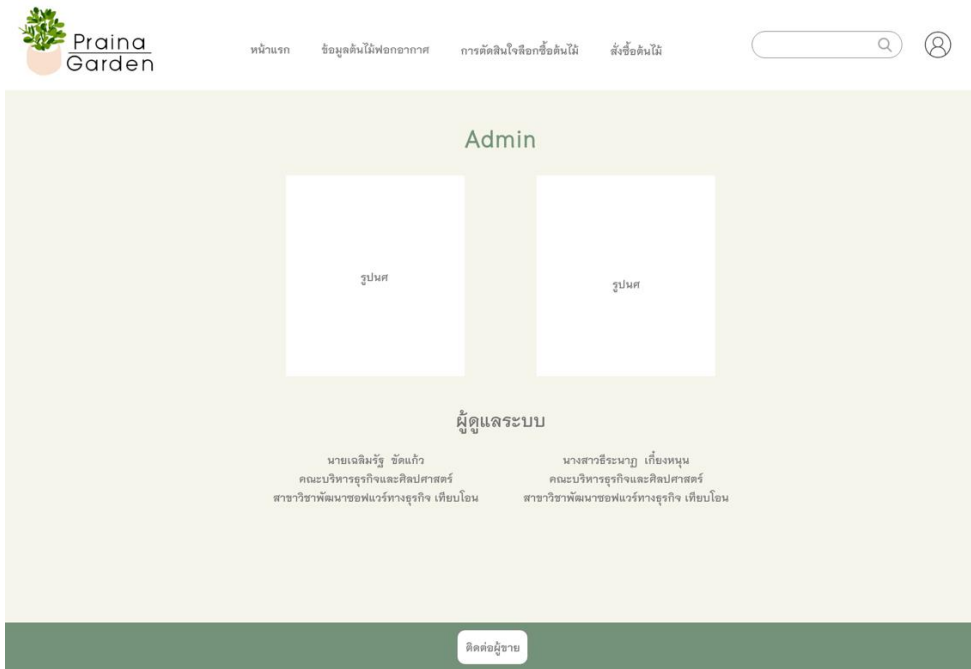 Praina
Garden
หน้าแรก ข้อมูลต้นไม้ฟอกอากาศ การตัดสินใจลือกซื้อต้นไม้ สั่งซื้อต้นไม้
Admin
รูปนศ
รูปนศ
ผู้ดูแลระบบ
นายเฉลิมรัฐ ขัดแก้ว
คณะบริหารธุรกิจและศิลปศาสตร์
สาขาวิชาพัฒนาซอฟแวร์ทางธุรกิจ เทียบโอน
นางสาวธีระนาฏ เกี้ยงหนุน
คณะบริหารธุรกิจและศิลปศาสตร์
สาขาวิชาพัฒนาซอฟแวร์ทางธุรกิจ เทียบโอน
ติดต่อผู้ขาย